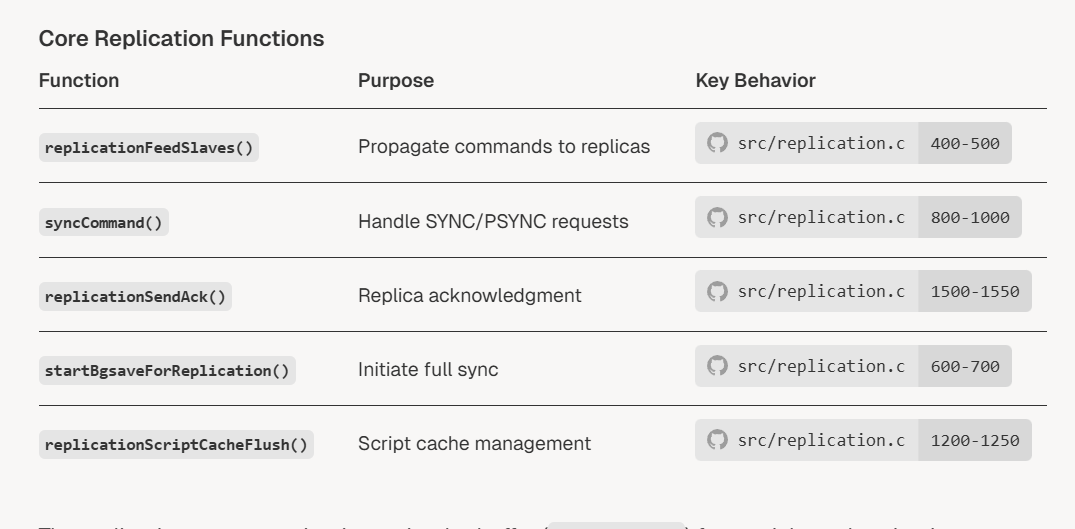 Core Replication Functions
Function Purpose Key Behavior
replicationFeedSlaves() Propagate commands to replicas src/replication.c 400-500
syncCommand() Handle SYNC/PSYNC requests src/replication.c 800-1000
replicationSendAck() Replica acknowledgment src/replication.c 1500-1550
startBgsaveForReplication() Initiate full sync src/replication.c 600-700
replicationScriptCacheFlush() Script cache management src/replication.c 1200-1250